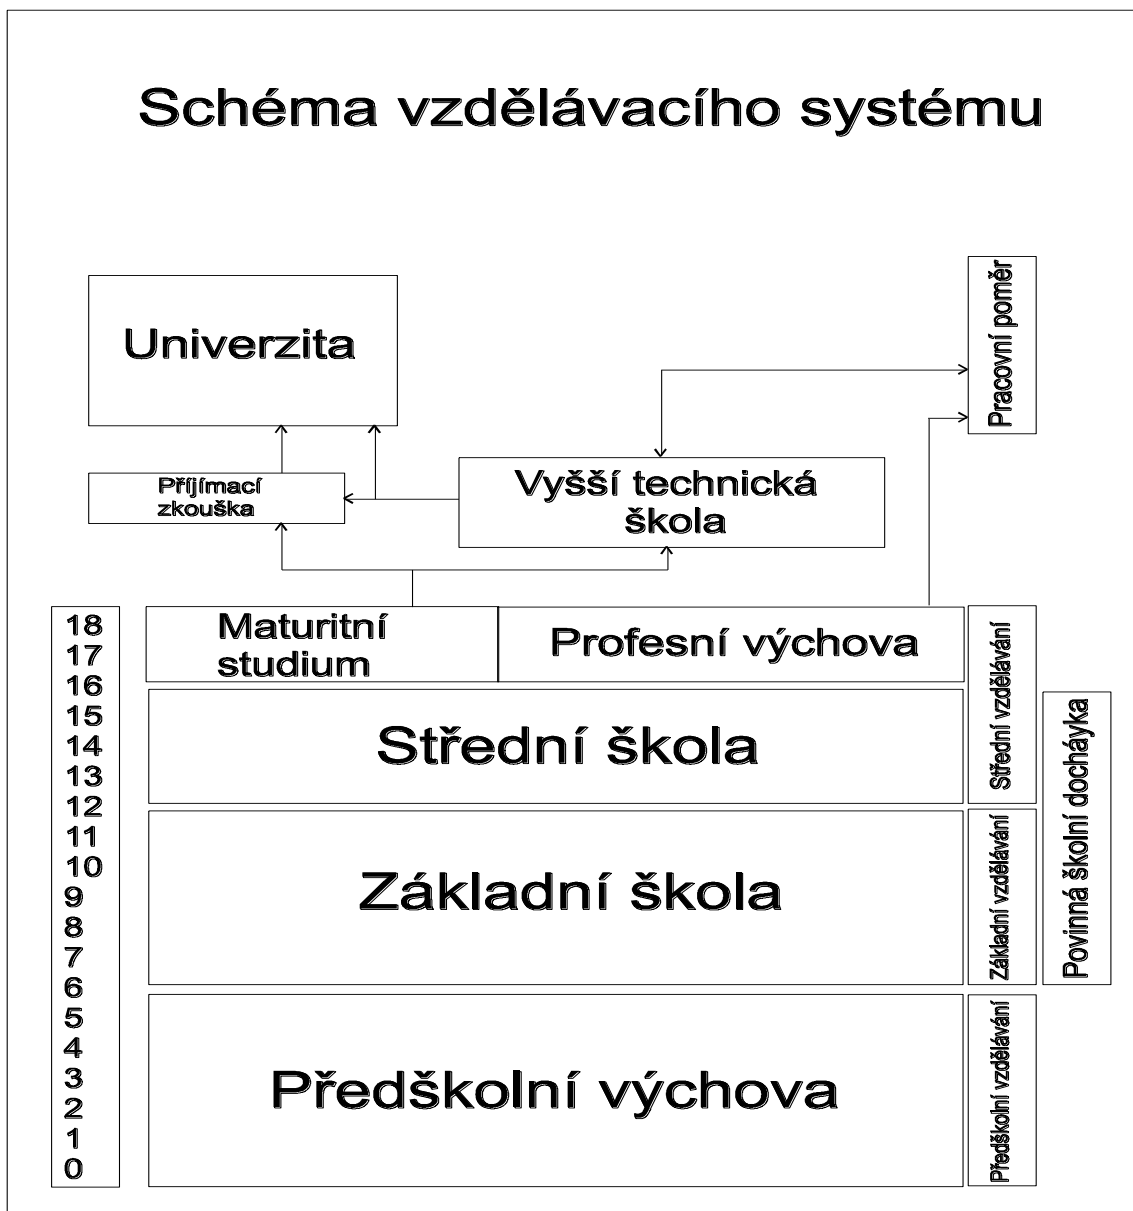 Schéma vzdělávacího systému
Univerzita
Pracovní poměr
Příjímací
zkouška
Vyšší technická
škola
18
17
16
15
14
13
12
11
10
9
8
7
6
5
4
3
2
1
0
Maturitní
studium
Profesní výchova
Střední škola
Základní škola
Předškolní výchova
Střední vzdělávání
Základní vzdělávání
Předškolní vzdělávání
Povinná školní docháyka